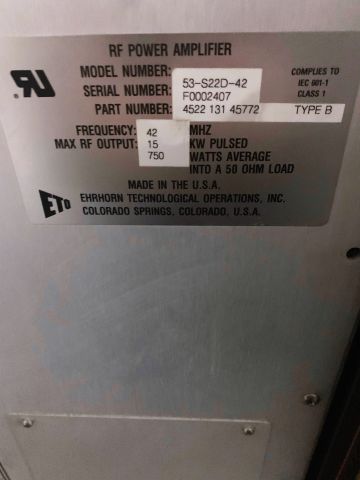 RF POWER AMPLIFIER
MODEL NUMBER: 53-S22D-42
SERIAL NUMBER: F0002407
PART NUMBER: 4522 131 45772 TYPE B
COMPLIES TO
IEC 601-1
CLASS 1
FREQUENCY: 42 MHZ
MAX RF OUTPUT: 15 KW PULSED
750 WATTS AVERAGE
INTO A 50 OHM LOAD
MADE IN THE U.S.A.
ETO EHRHORN TECHNOLOGICAL OPERATIONS, INC.
COLORADO SPRINGS, COLORADO, U.S.A.